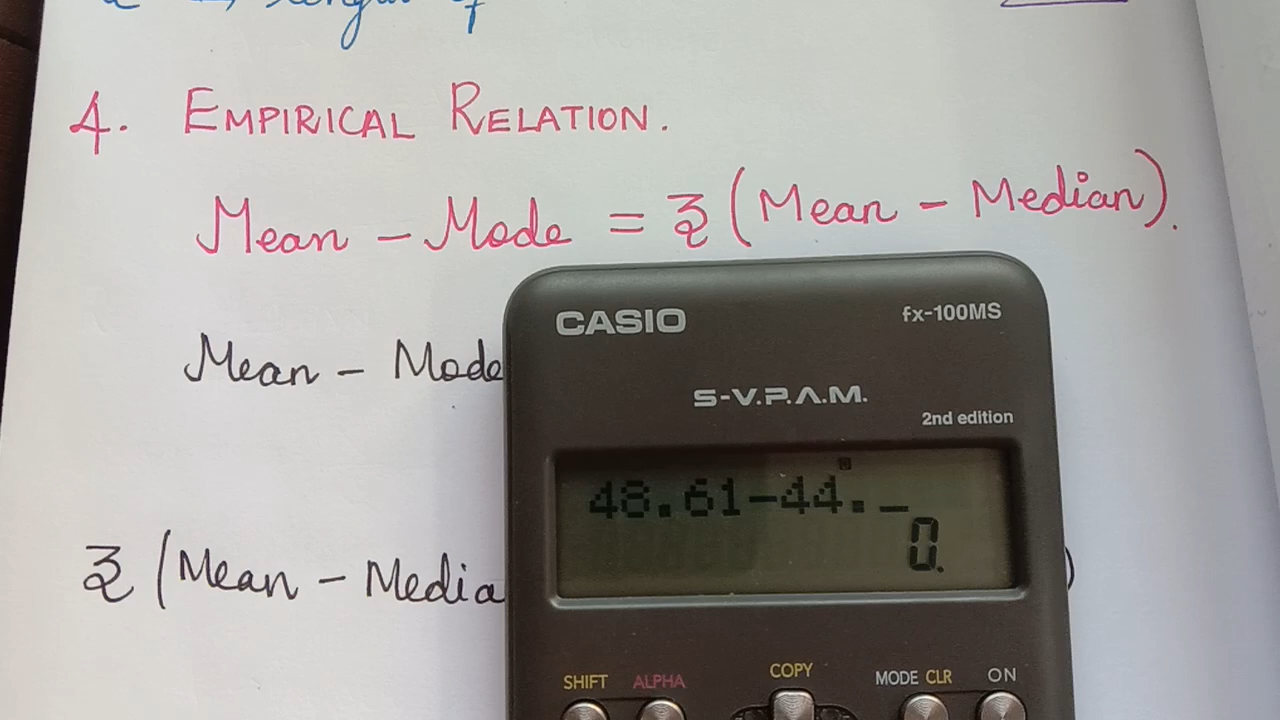 4. EMPIRICAL RELATION.
Mean - Mode = 3 (Mean - Median).
Mean - Mode
3 (Mean - Media
)
CASIO
fx-100MS
S-V.P.A.M.
2nd edition
48.61-44._
0.
SHIFT ALPHA COPY MODE CLR ON